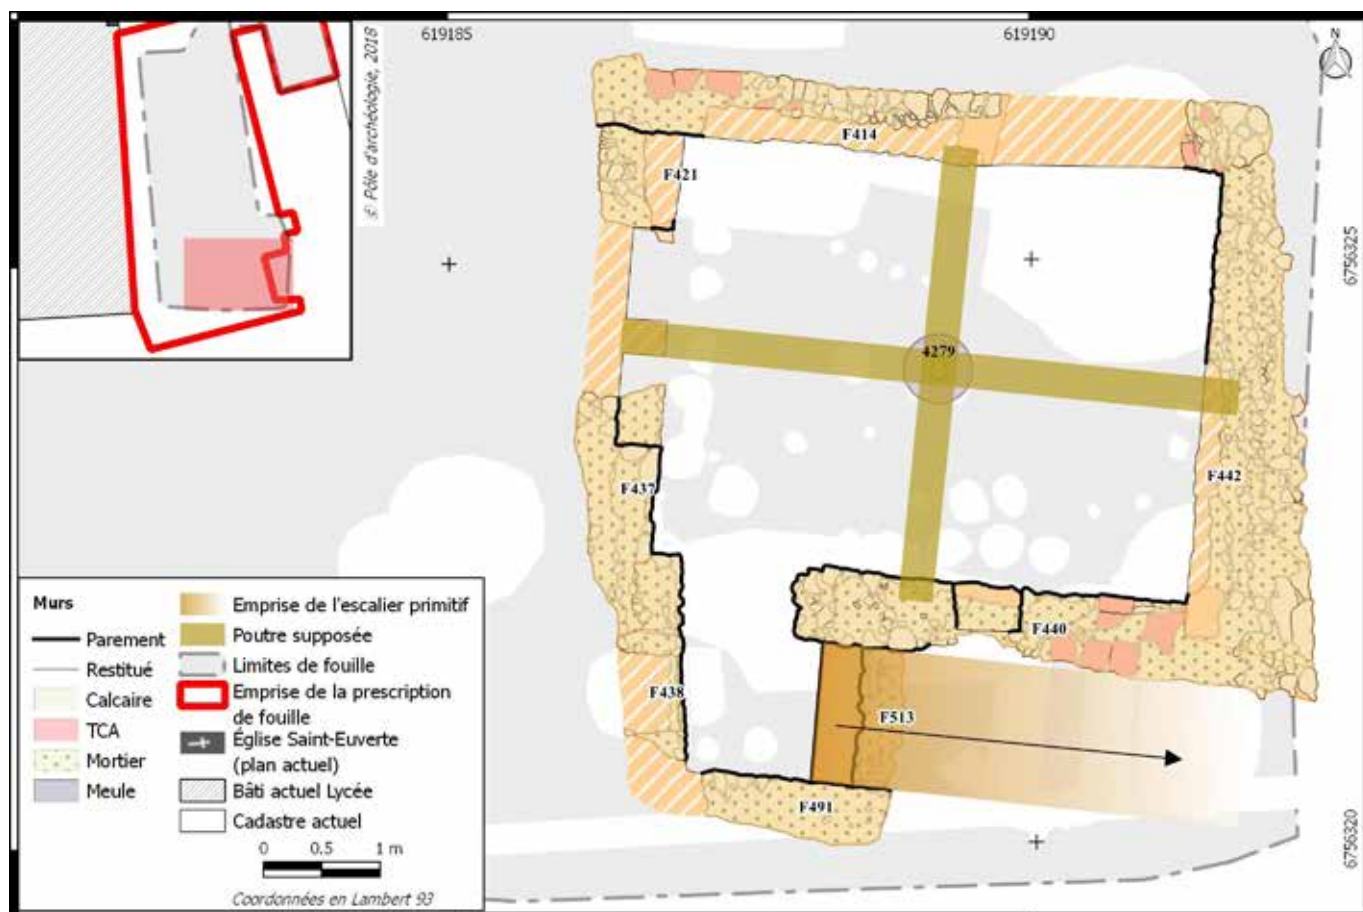 619185
619190
N
© Pôle d'archéologie, 2018
F414
F421
6756325
4279
F442
F437
Murs
Parement
Restitué
Calcaire
TCA
Mortier
Meule
Emprise de l'escalier primitif
Poutre supposée
Limites de fouille
Emprise de la prescription
de fouille
Église Saint-Euverte
(plan actuel)
Bâti actuel Lycée
Cadastre actuel
0 0.5 1 m
Coordonnées en Lambert 93
F440
F438
F513
F491
6756320